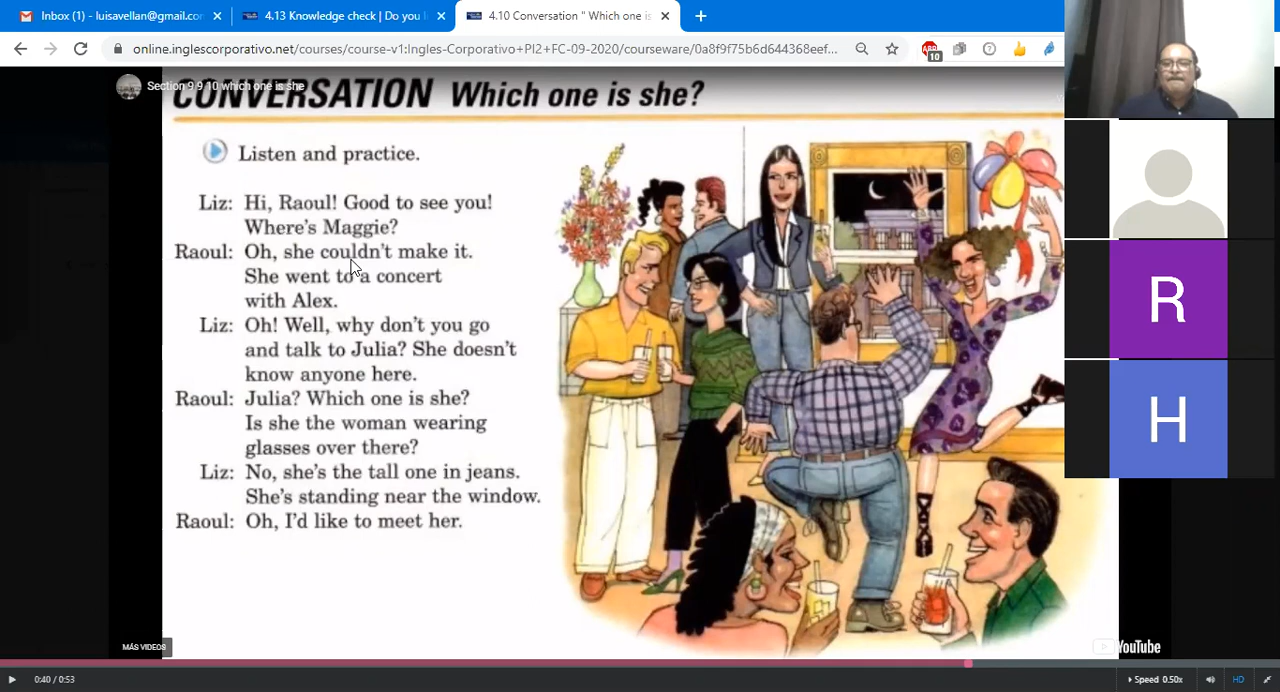 Inbox (1) - luisavellan@gmail.co
4.13 Knowledge check | Do you l
4.10 Conversation " Which one is
online.inglescorporativo.net/courses/course-v1:Ingles-Corporativo+PI2+FC-09-2020/courseware/0a8f9f75b6d644368eef...
10
Section 9 9 10 which one is she
CONVERSATION Which one is she?
Listen and practice.
Liz: Hi, Raoul! Good to see you!
Where's Maggie?
Raoul: Oh, she couldn't make it.
She went to a concert
with Alex.
Liz: Oh! Well, why don't you go
and talk to Julia? She doesn't
know anyone here.
Raoul: Julia? Which one is she?
Is she the woman wearing
glasses over there?
Liz: No, she's the tall one in jeans.
She's standing near the window.
Raoul: Oh, I'd like to meet her.
R
H
MÁS VIDEOS
YouTube
0:40 / 0:53
Speed 0.50x
HD